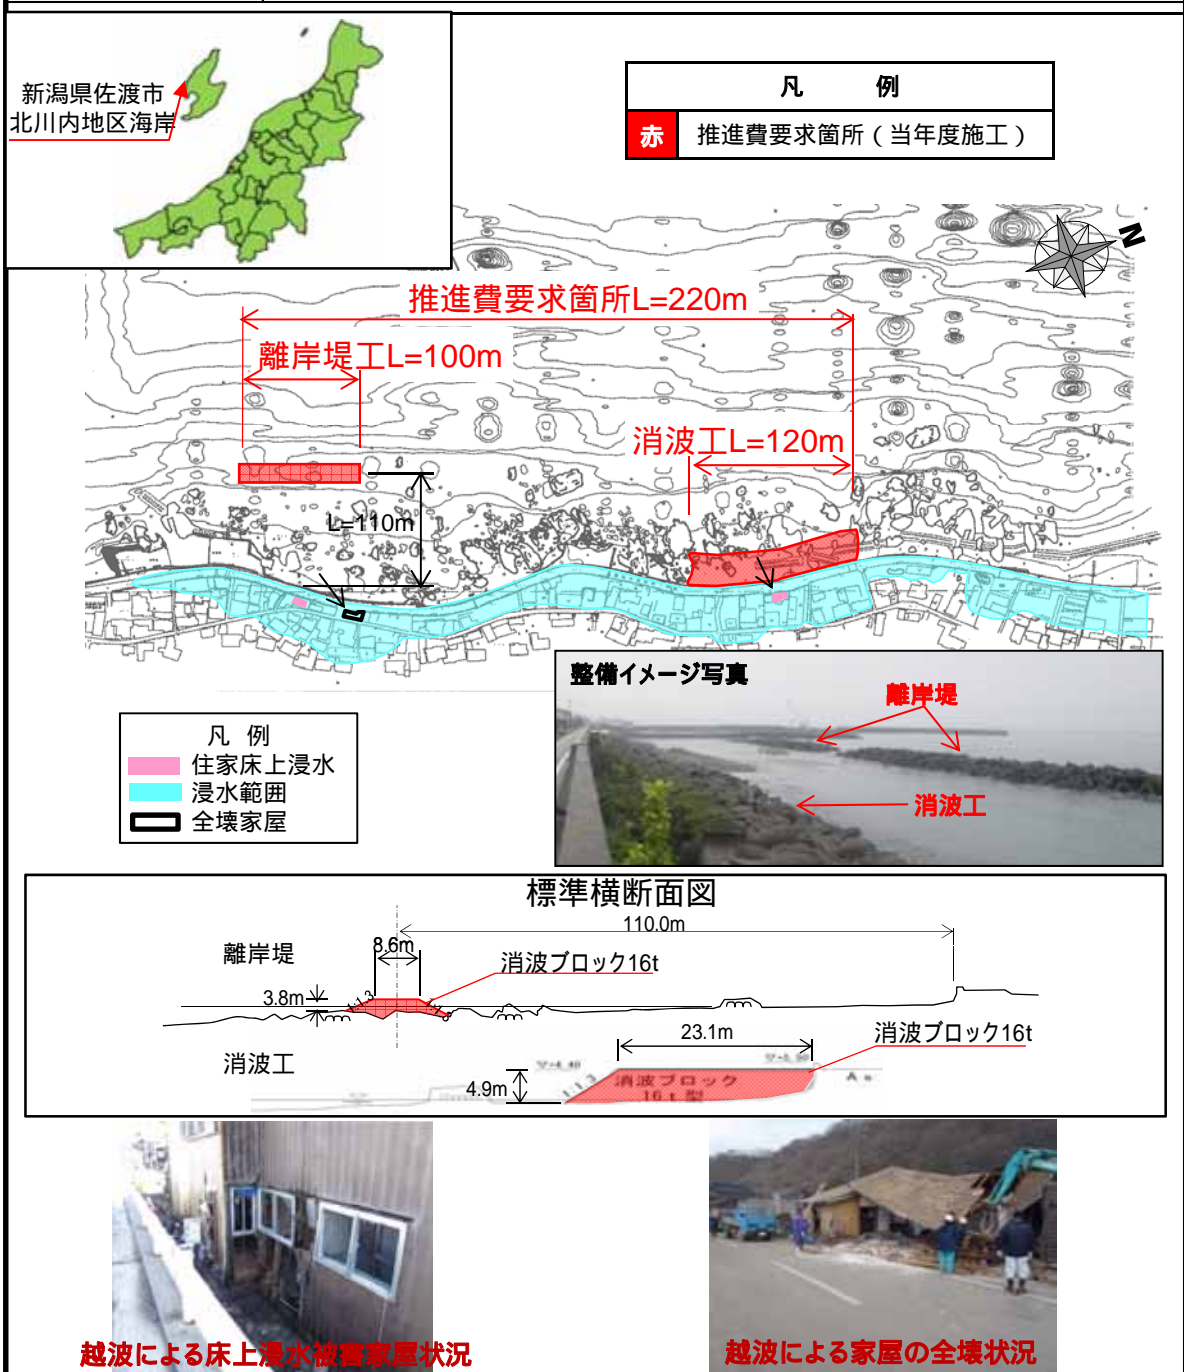 新潟県佐渡市
北川内地区海岸
凡 例
赤 推進費要求箇所(当年度施工)
N
推進費要求箇所L=220m
離岸堤工L=100m
消波工L=120m
L=110m
整備イメージ写真
離岸堤
消波工
凡 例
住家床上浸水
浸水範囲
全壊家屋
標準横断面図
110.0m
8.6m
離岸堤
消波ブロック16t
3.8m
消波工
23.1m
消波ブロック16t
4.9m
1:1.3
消波ブロック
16t型
越波による床上浸水被害家屋状況
越波による家屋の全壊状況